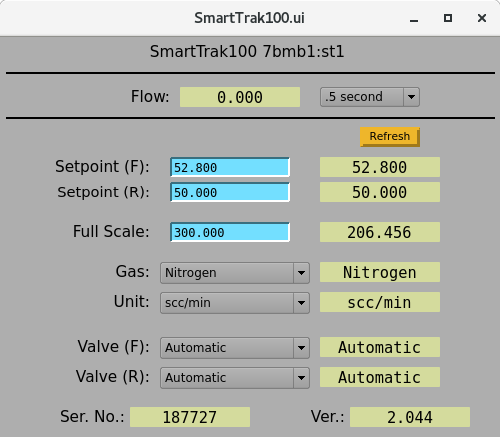 SmartTrak100.ui
SmartTrak100 7bmb1:st1
Flow: 0.000 .5 second
Refresh
Setpoint (F): 52.800 52.800
Setpoint (R): 50.000 50.000
Full Scale: 300.000 206.456
Gas: Nitrogen Nitrogen
Unit: scc/min scc/min
Valve (F): Automatic Automatic
Valve (R): Automatic Automatic
Ser. No.: 187727 Ver.: 2.044